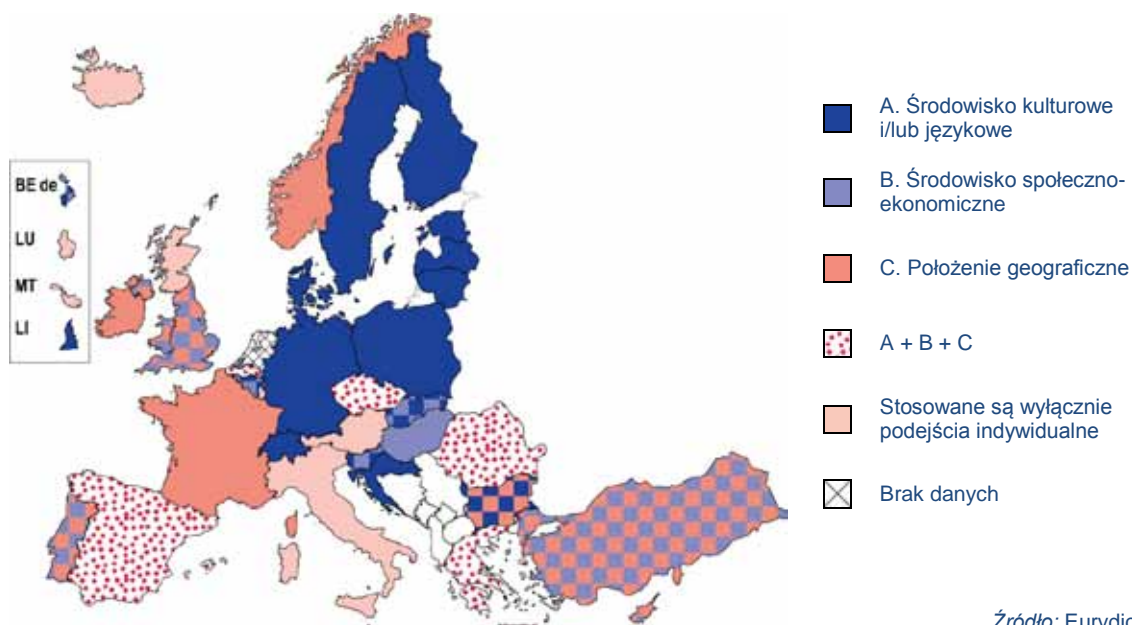 BE de
LU
MT
LI
A. Środowisko kulturowe
i/lub językowe
B. Środowisko społeczno-
ekonomiczne
C. Położenie geograficzne
A + B + C
Stosowane są wyłącznie
podejścia indywidualne
Brak danych
Źródło: Eurydic